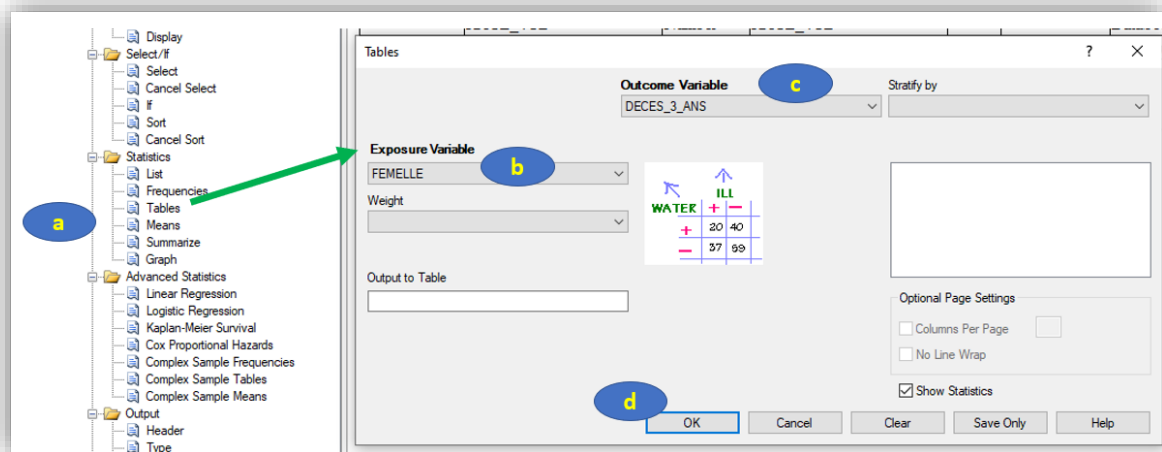 Display
Select/If
Select
Cancel Select
If
Sort
Cancel Sort
Statistics
List
Frequencies
Tables
Means
Summarize
Graph
Advanced Statistics
Linear Regression
Logistic Regression
Kaplan-Meier Survival
Cox Proportional Hazards
Complex Sample Frequencies
Complex Sample Tables
Complex Sample Means
Output
Header
Type
a
Tables
? ×
Outcome Variable
c
Stratify by
DECES_3_ANS
Exposure Variable
b
FEMELLE
Weight
ILL
WATER + -
+ 20 40
- 37 99
Output to Table
Optional Page Settings
Columns Per Page
No Line Wrap
Show Statistics
d
OK Cancel Clear Save Only Help